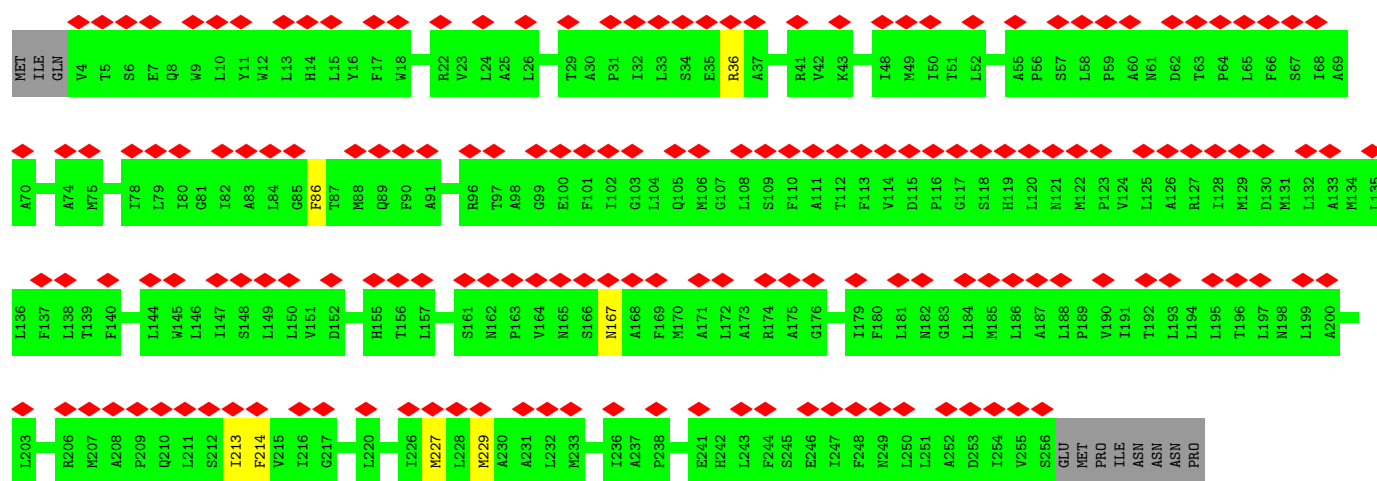 MET ILE GLN V4 T5 S6 E7 Q8 W9 L10 Y11 W12 L13 H14 L15 Y16 F17 W18 R22 V23 L24 A25 L26 T29 A30 P31 I32 L33 S34 E35 R36 A37 R41 V42 K43 I48 M49 I50 T51 L52 A55 P56 S57 L58 P59 A60 N61 D62 T63 P64 L65 F66 S67 I68 A69
A70 A74 M75 I78 L79 I80 G81 I82 A83 L84 G85 F86 T87 M88 Q89 F90 A91 R96 T97 A98 G99 E100 F101 I102 G103 L104 Q105 M106 G107 L108 S109 F110 A111 T112 F113 V114 D115 P116 G117 S118 H119 L120 N121 M122 P123 V124 L125 A126 R127 I128 M129 D130 M131 L132 A133 M134 L135
L136 F137 L138 T139 F140 L144 W145 L146 I147 S148 L149 L150 V151 D152 H155 T156 L157 S161 N162 P163 V164 N165 S166 N167 A168 F169 M170 A171 L172 A173 R174 A175 G176 I179 F180 L181 N182 G183 L184 M185 L186 A187 L188 P189 V190 I191 T192 L193 L194 L195 T196 L197 N198 L199 A200
L203 R206 M207 A208 P209 Q210 L211 S212 I213 F214 V215 I216 G217 L220 I226 M227 L228 M229 A230 A231 L232 M233 I236 A237 P238 E241 H242 L243 F244 S245 E246 I247 F248 N249 L250 L251 A252 D253 I254 V255 S256 GLU MET PRO ILE ASN ASN ASN PRO